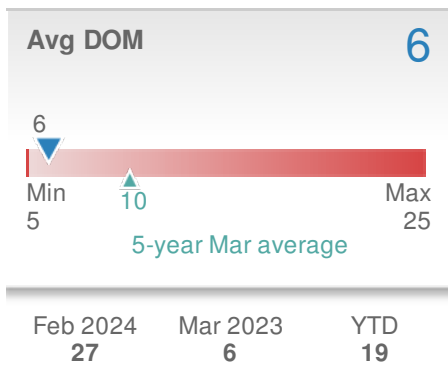 Avg DOM 6
6
Min Max
10
5 25
5-year Mar average
Feb 2024 Mar 2023 YTD
27 6 19